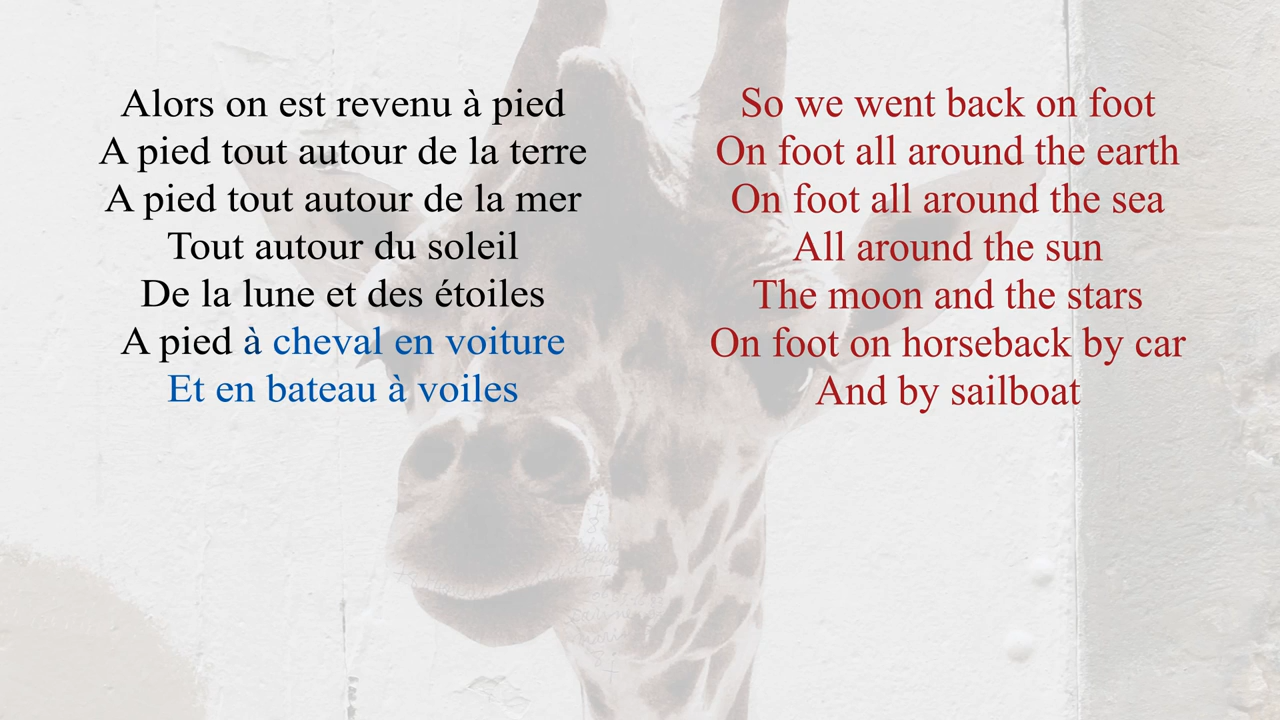 Alors on est revenu à pied
A pied tout autour de la terre
A pied tout autour de la mer
Tout autour du soleil
De la lune et des étoiles
A pied à cheval en voiture
Et en bateau à voiles
So we went back on foot
On foot all around the earth
On foot all around the sea
All around the sun
The moon and the stars
On foot on horseback by car
And by sailboat